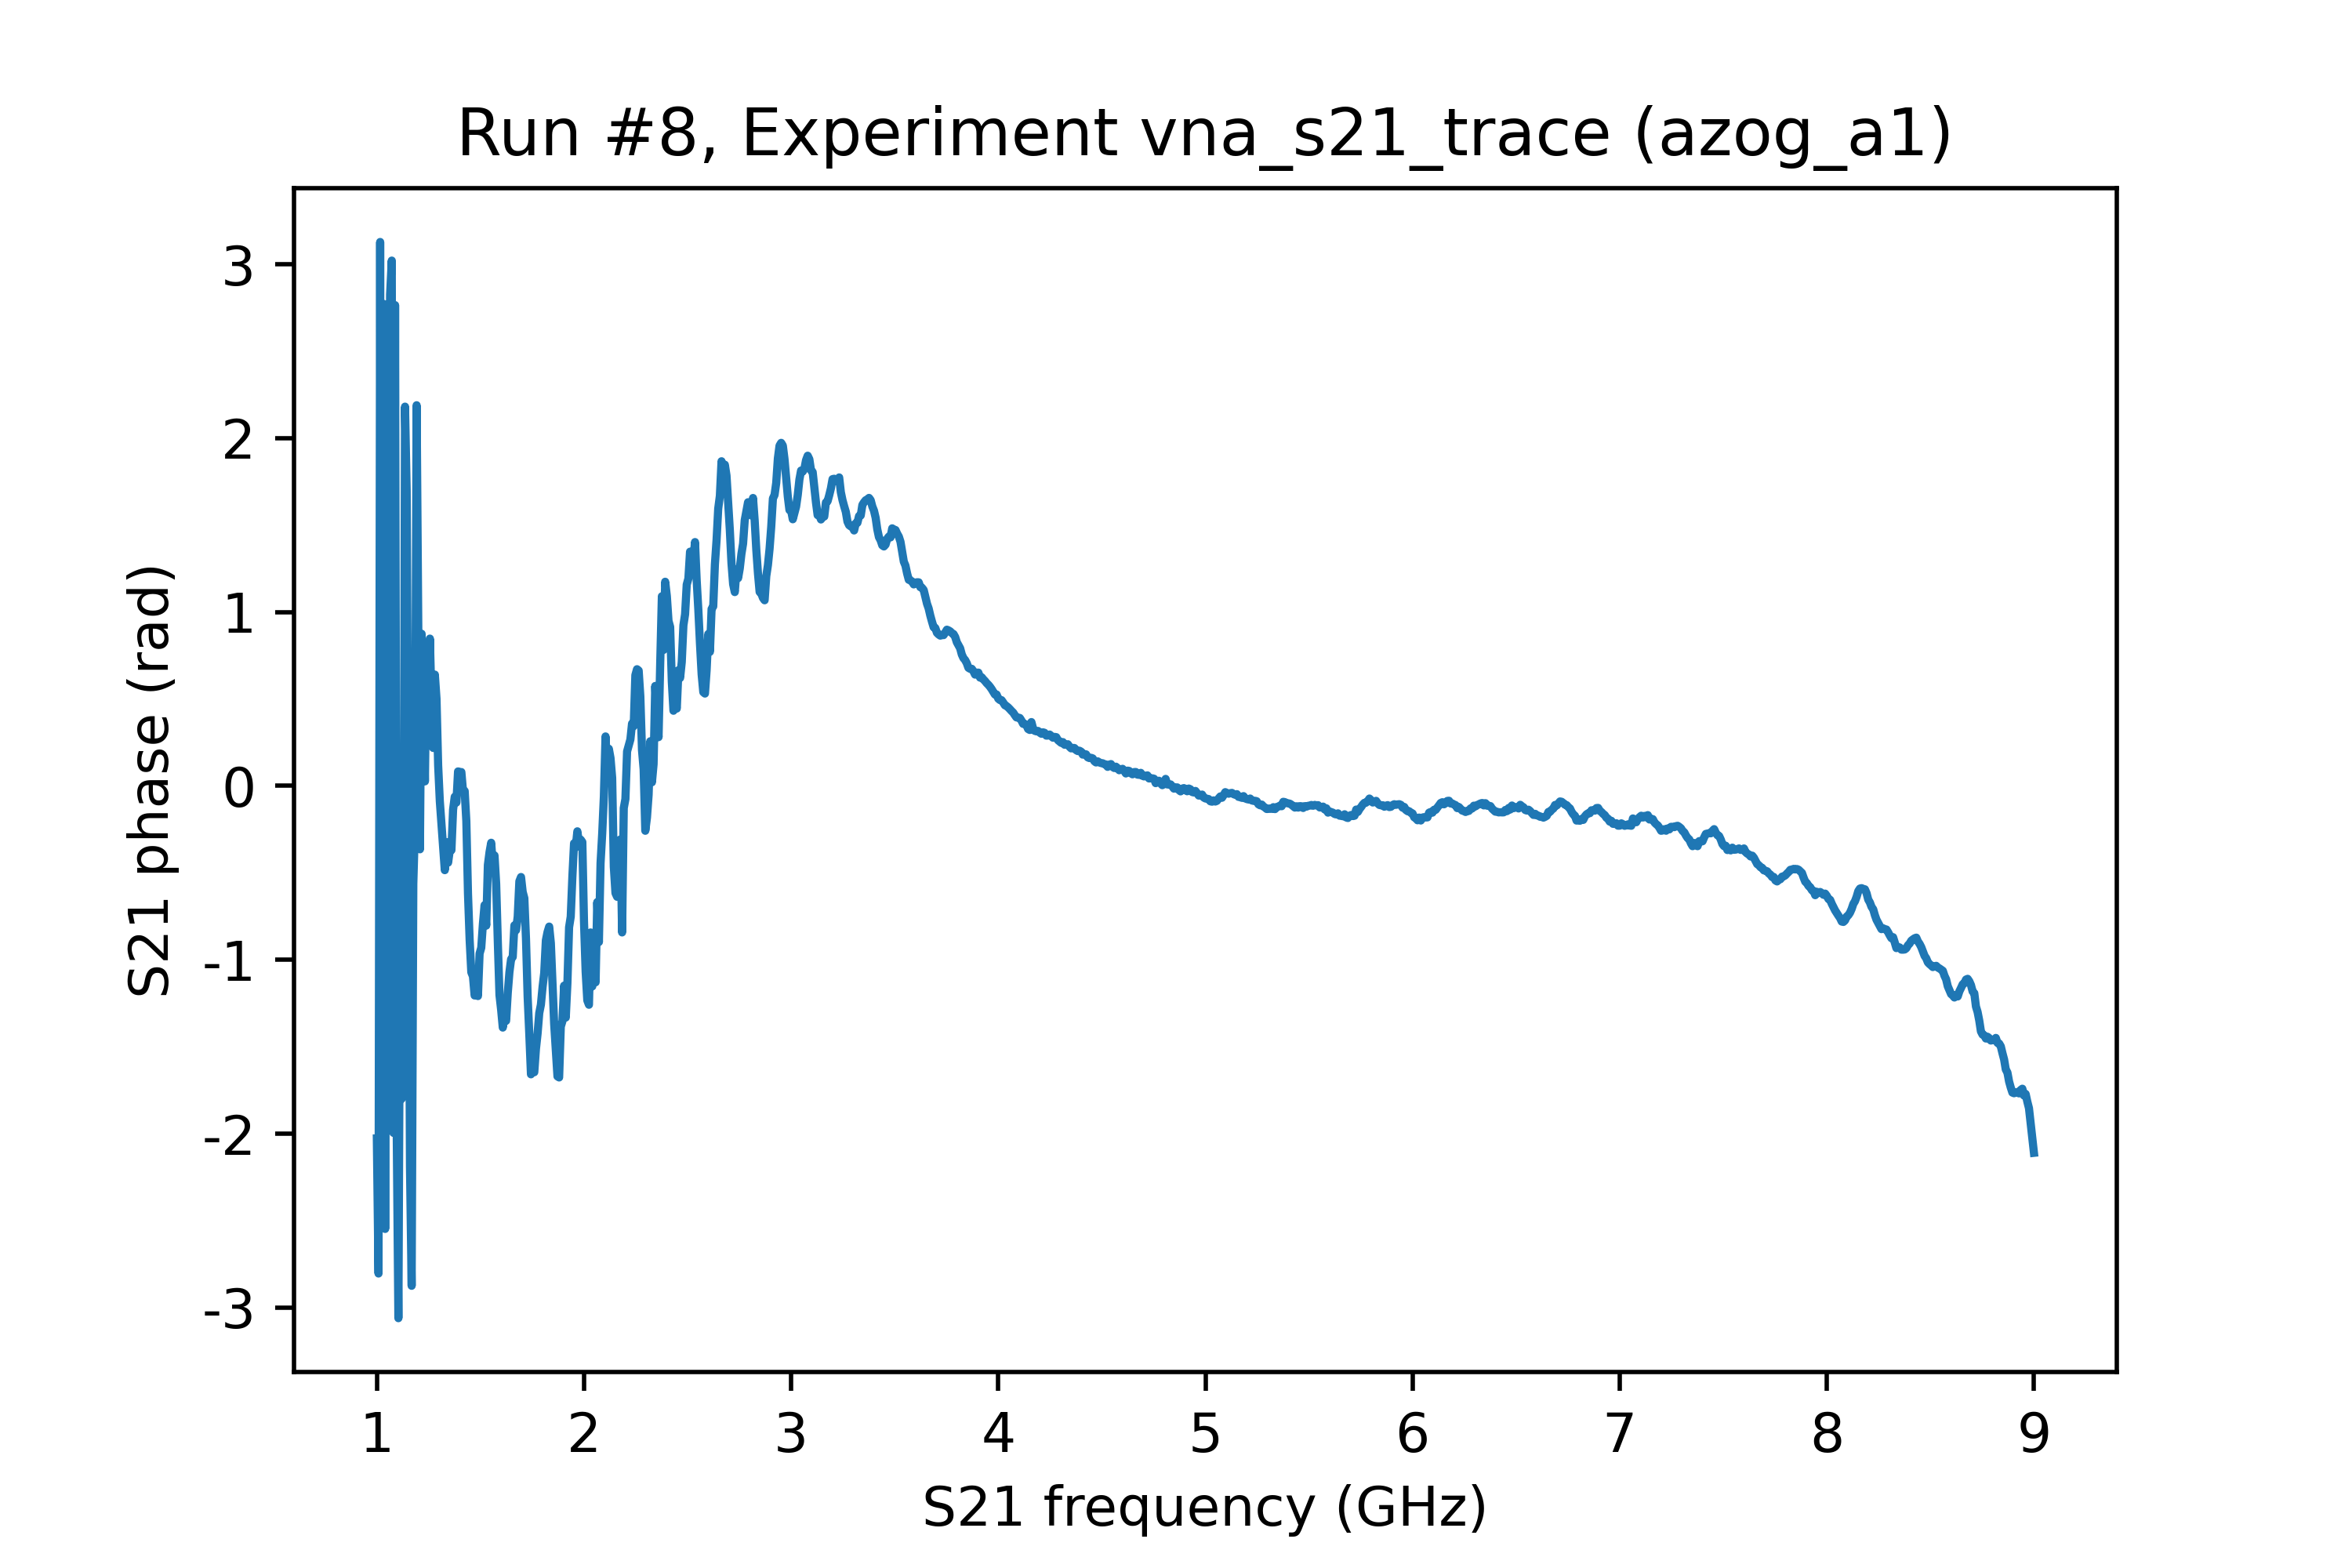 Run #8, Experiment vna_s21_trace (azog_a1)
3
2
1
0
-1
-2
-3
S21 phase (rad)
1 2 3 4 5 6 7 8 9
S21 frequency (GHz)